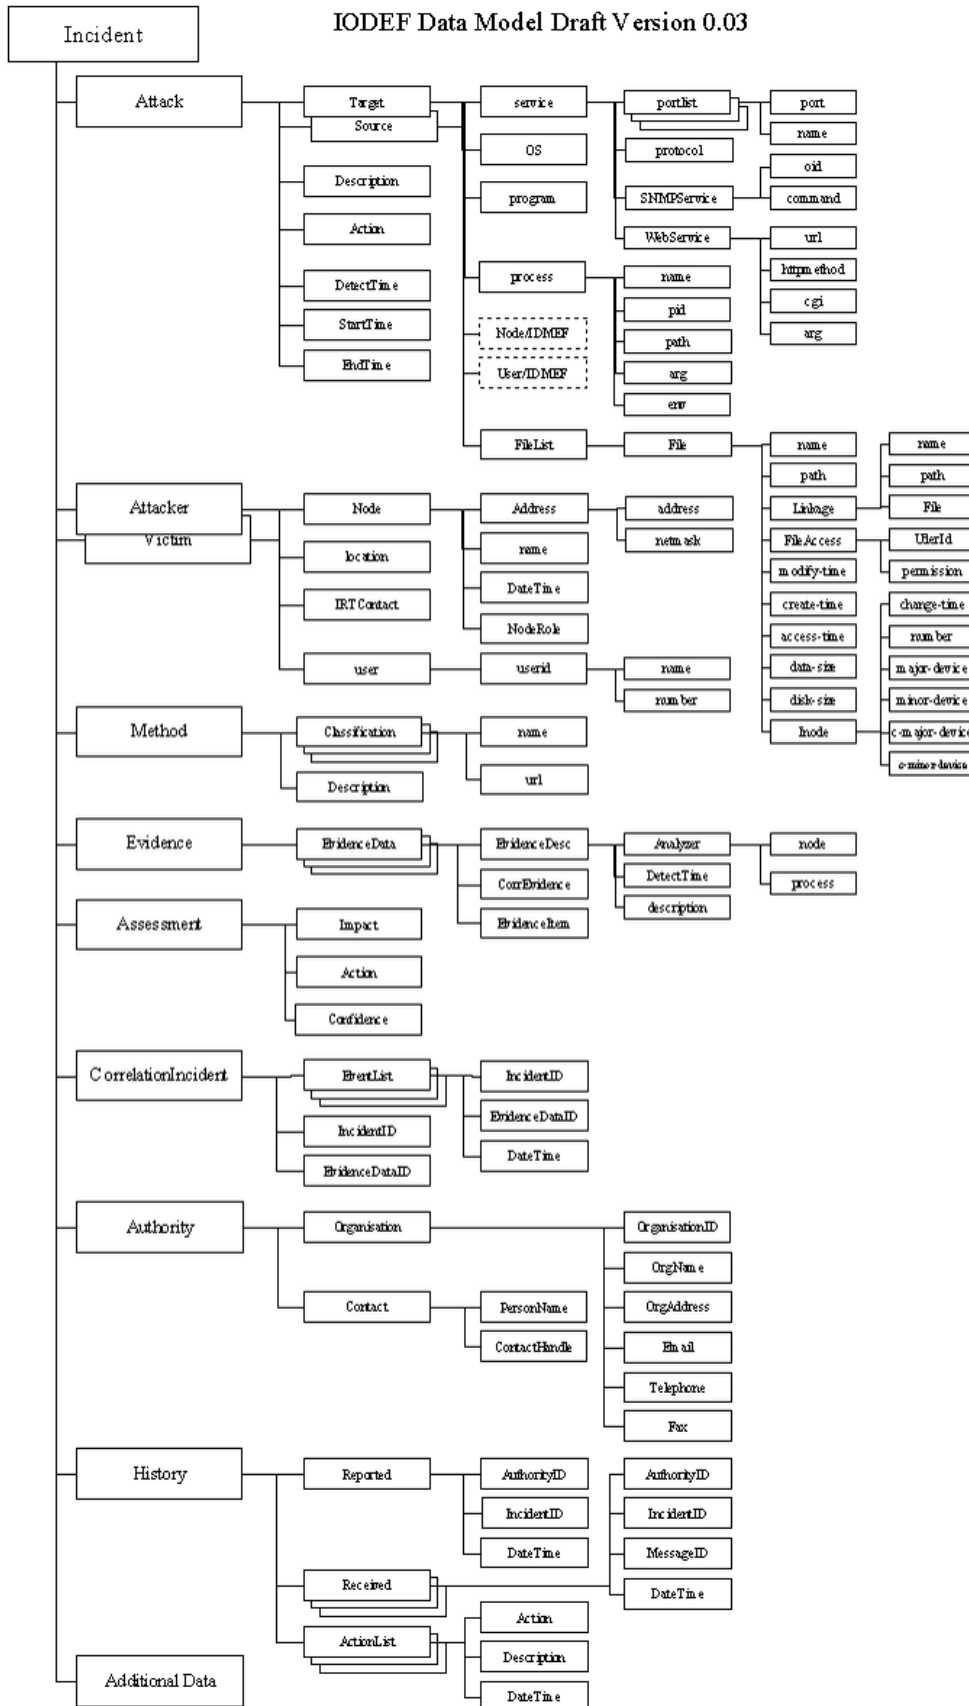 IODEF Data Model Draft Version 0.03
Incident
Attack
Target
Source
Description
Action
DetectTime
StartTime
EndTime
service
OS
program
process
Node/IDMEF
User/IDMEF
FileList
portlist
protocol
SNMPService
WebService
port
name
oid
command
url
httpmethod
cgi
arg
name
pid
path
arg
env
File
name
path
Linkage
FileAccess
modify-time
create-time
access-time
data-size
disk-size
Inode
name
path
File
UserId
permission
change-time
number
major-device
minor-device
c-major-device
c-minor-device
Attacker
Victim
Node
location
IRTContact
user
Address
name
DateTime
NodeRole
address
netmask
userid
name
number
Method
Classification
Description
name
url
Evidence
EvidenceData
EvidenceDesc
CorrEvidence
EvidenceItem
Analyzer
DetectTime
description
node
process
Assessment
Impact
Action
Confidence
CorrelationIncident
EventList
IncidentID
EvidenceDataID
IncidentID
EvidenceDataID
DateTime
Authority
Organisation
Contact
OrganisationID
OrgName
OrgAddress
Email
Telephone
Fax
PersonName
ContactHandle
History
Reported
Received
ActionList
AuthorityID
IncidentID
DateTime
AuthorityID
IncidentID
MessageID
DateTime
Action
Description
DateTime
Additional Data